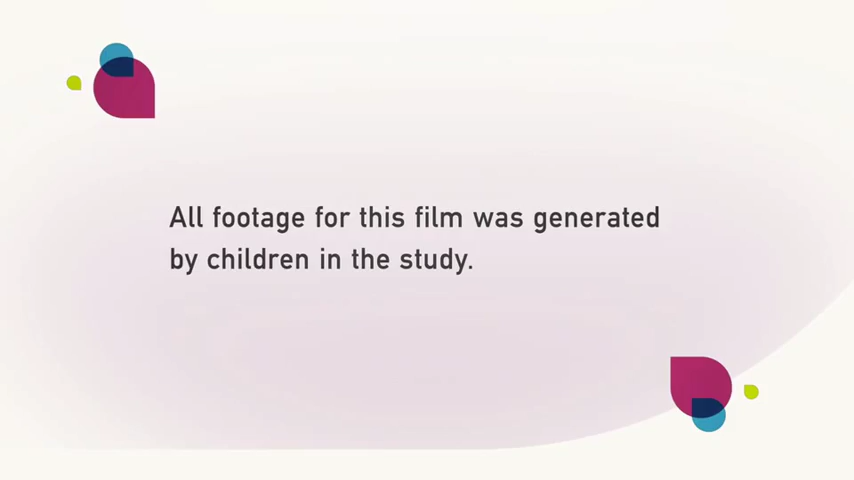 All footage for this film was generated
by children in the study.